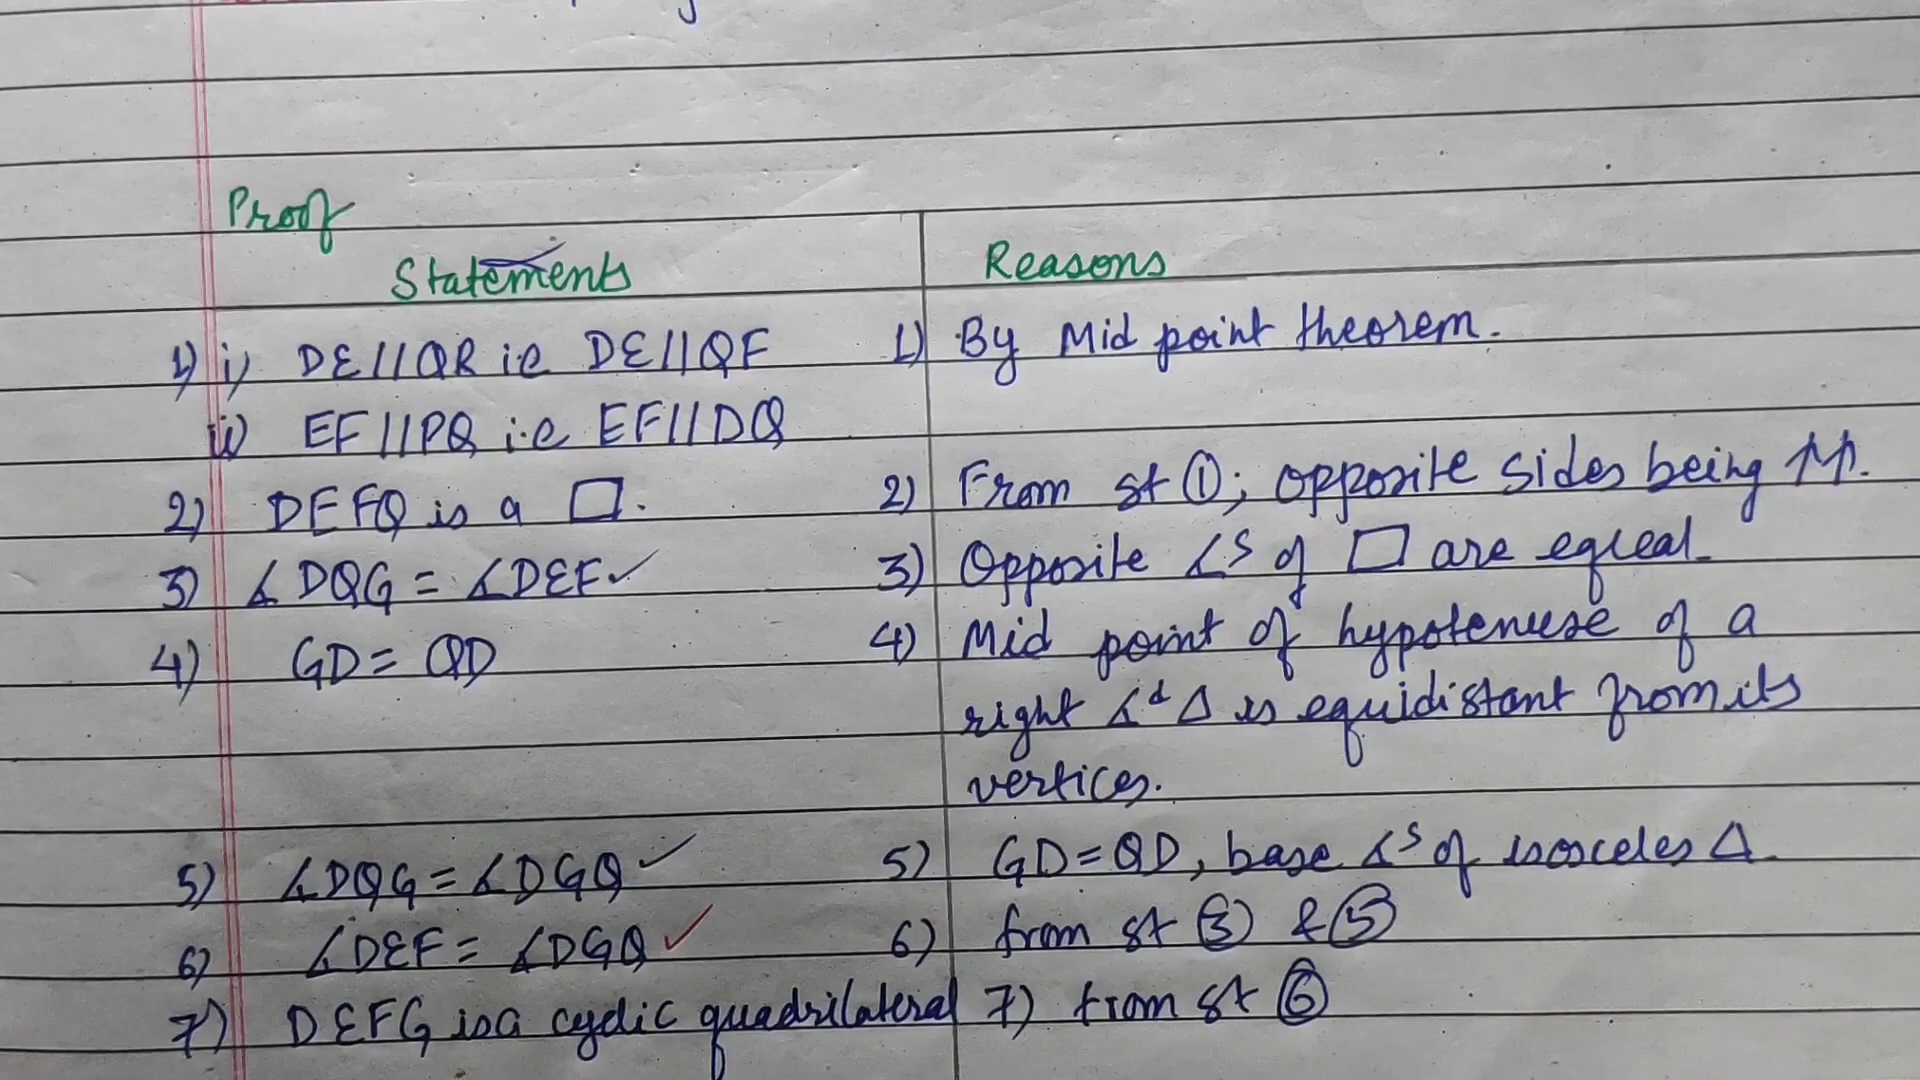 Proof
Statements Reasons
1) i) DE//QR i.e DE//QF 1) By Mid point theorem.
ii) EF//PQ i.e EF//DQ
2) DEFQ is a ▱. 2) From st ①; opposite sides being //.
3) ∡DQG = ∡DEF ✓ 3) Opposite ∡s of ▱ are equal.
4) GD = QD 4) Mid point of hypotenuse of a
right ∡d Δ is equidistant from its
vertices.
5) ∡DQG = ∡DGQ ✓ 5) GD = QD, base ∡s of isosceles Δ.
6) ∡DEF = ∡DGQ ✓ 6) from st ③ & ⑤
7) DEFG is a cyclic quadrilateral 7) from st ⑥